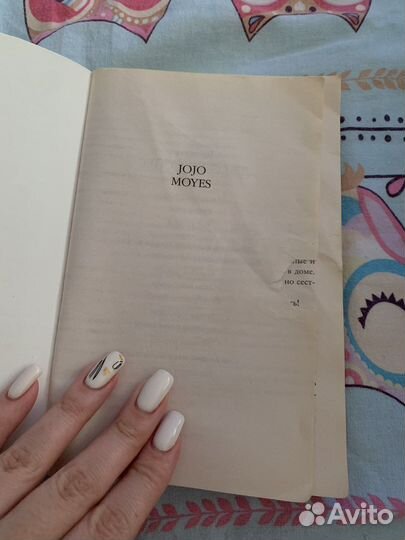 JOJO
MOYES
ные и
в доме.
но сест-
ь!
Avito